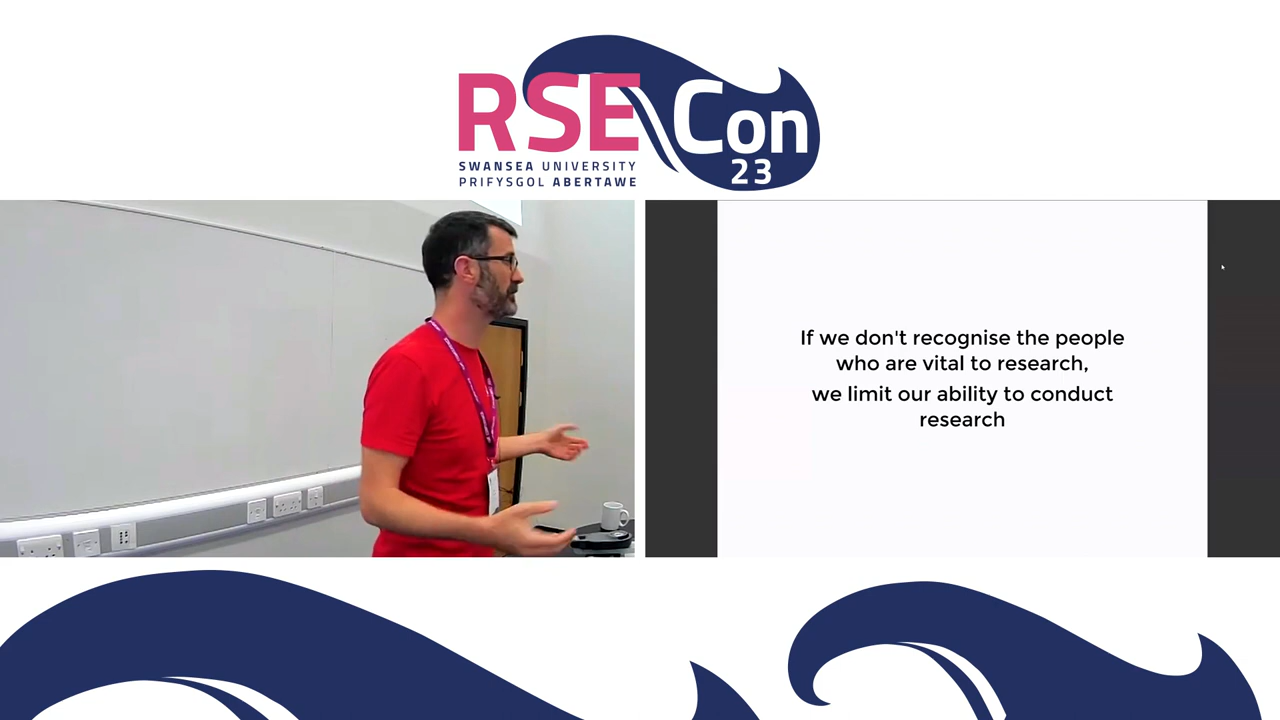 RSE Con
23
SWANSEA UNIVERSITY
PRIFYSGOL ABERTAWE
If we don't recognise the people
who are vital to research,
we limit our ability to conduct
research